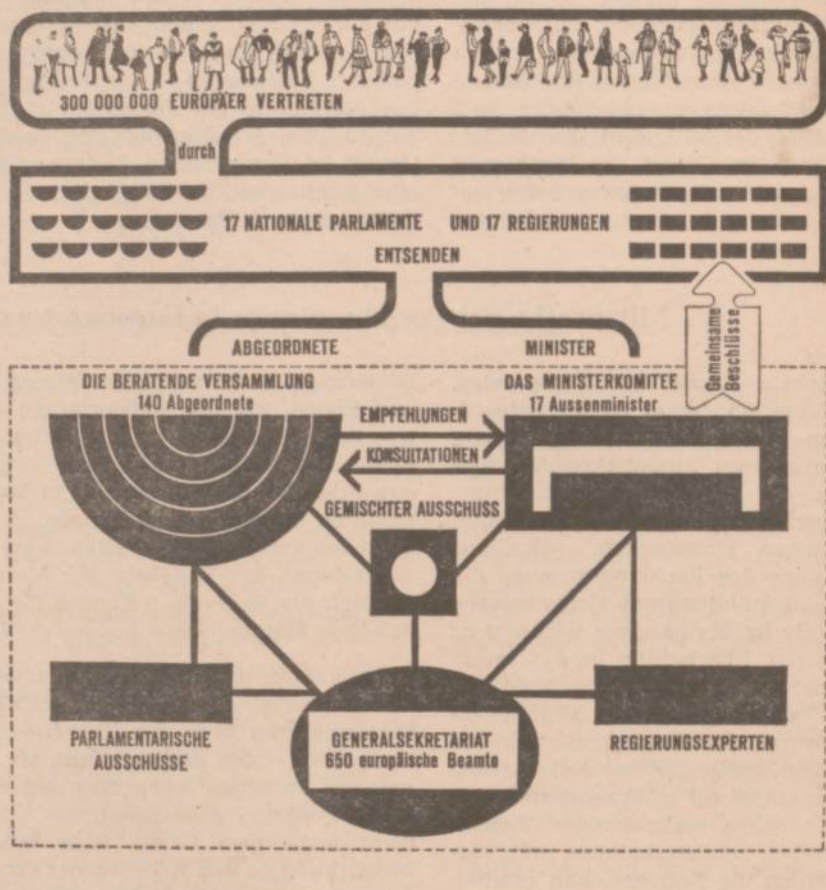 300 000 000 EUROPÄER VERTRETEN
durch
17 NATIONALE PARLAMENTE UND 17 REGIERUNGEN
ENTSENDEN
ABGEORDNETE
MINISTER
Gemeinsame
Beschlüsse
DIE BERATENDE VERSAMMLUNG
140 Abgeordnete
DAS MINISTERKOMITEE
17 Aussenminister
EMPFEHLUNGEN
KONSULTATIONEN
GEMISCHTER AUSSCHUSS
PARLAMENTARISCHE
AUSSCHÜSSE
GENERALSEKRETARIAT
650 europäische Beamte
REGIERUNGSEXPERTEN